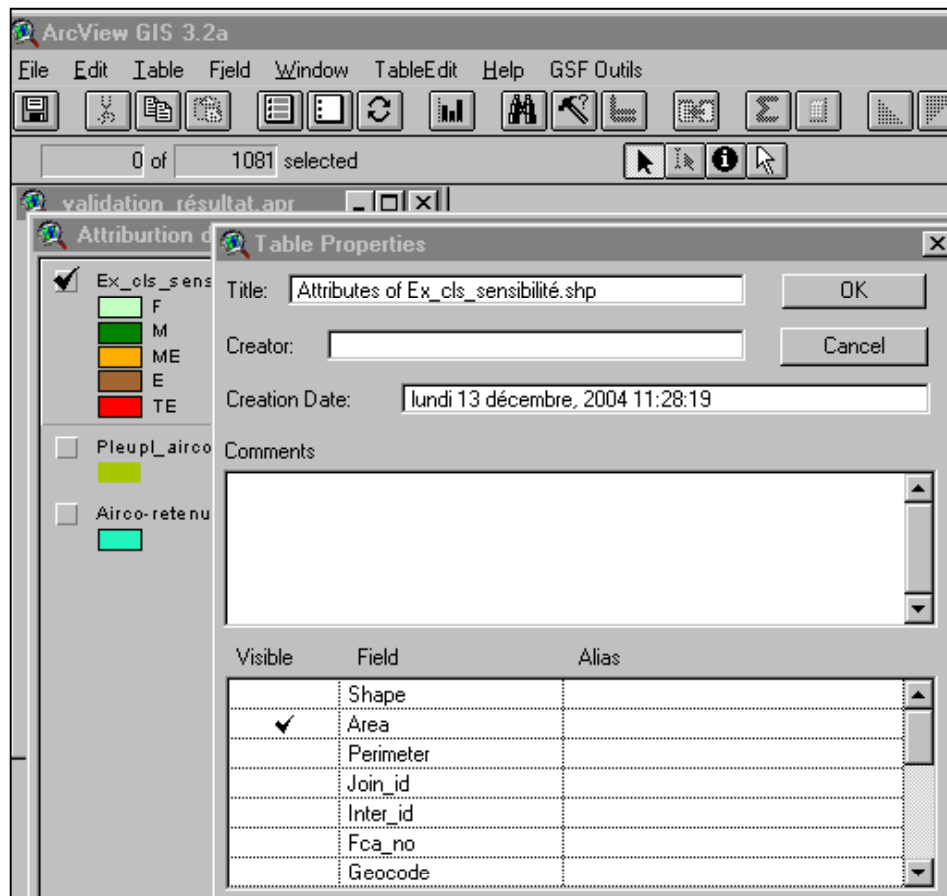 ArcView GIS 3.2a
File Edit Table Field Window TableEdit Help GSF Outils
0 of 1081 selected
validation_résultat.apr
Attriburtion d
Table Properties
Ex_cls_sens
F
M
ME
E
TE
Pleupl_airco
Airco-retenu
Title: Attributes of Ex_cls_sensibilité.shp OK
Creator: Cancel
Creation Date: lundi 13 décembre, 2004 11:28:19
Comments
Visible Field Alias
Shape
Area
Perimeter
Join_id
Inter_id
Fca_no
Geocode